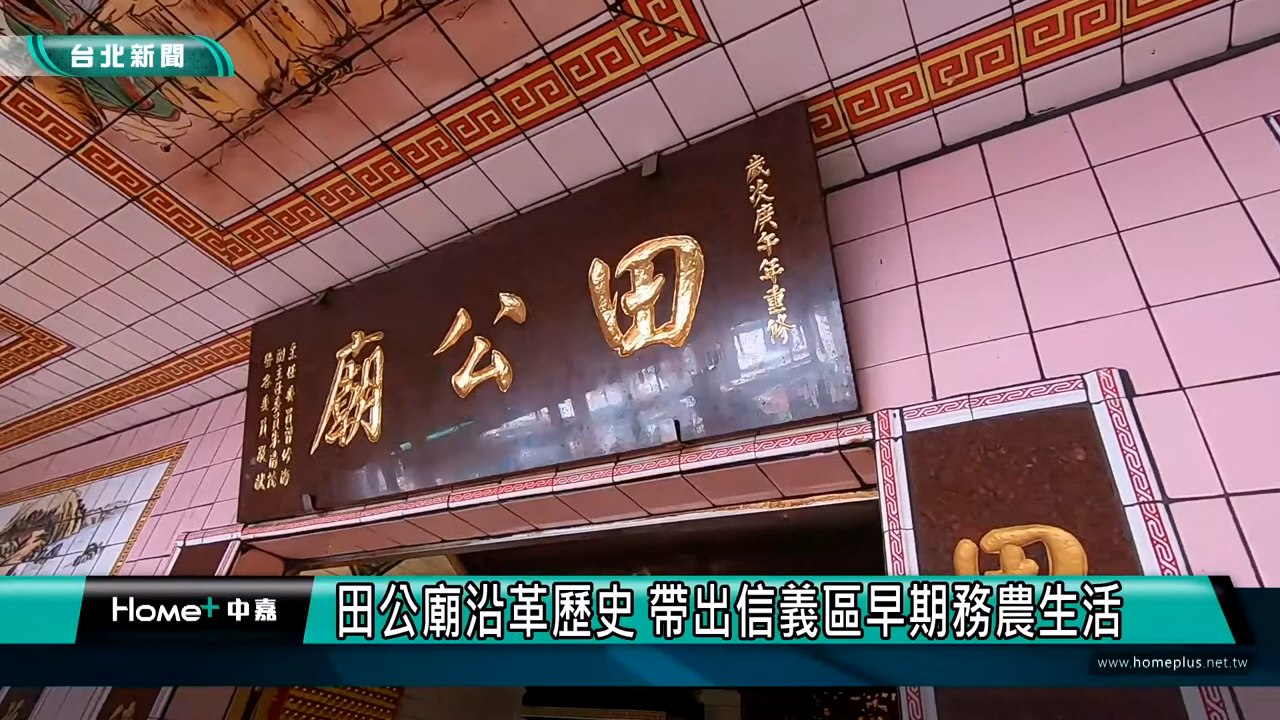 台北新聞
歲次庚午年重修
田公廟
田
Home+中嘉
田公廟沿革歷史 帶出信義區早期務農生活
www.homeplus.net.tw